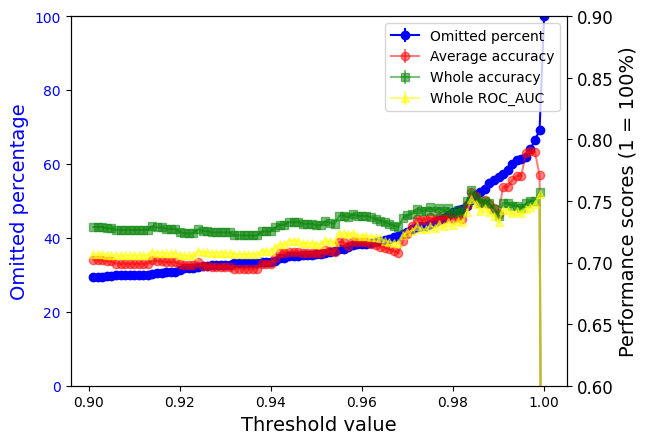 Omitted percent
Average accuracy
Whole accuracy
Whole ROC_AUC
Omitted percentage
100
80
60
40
20
0
0.90
0.85
0.80
0.75
0.70
0.65
0.60
Performance scores (1 = 100%)
0.90 0.92 0.94 0.96 0.98 1.00
Threshold value